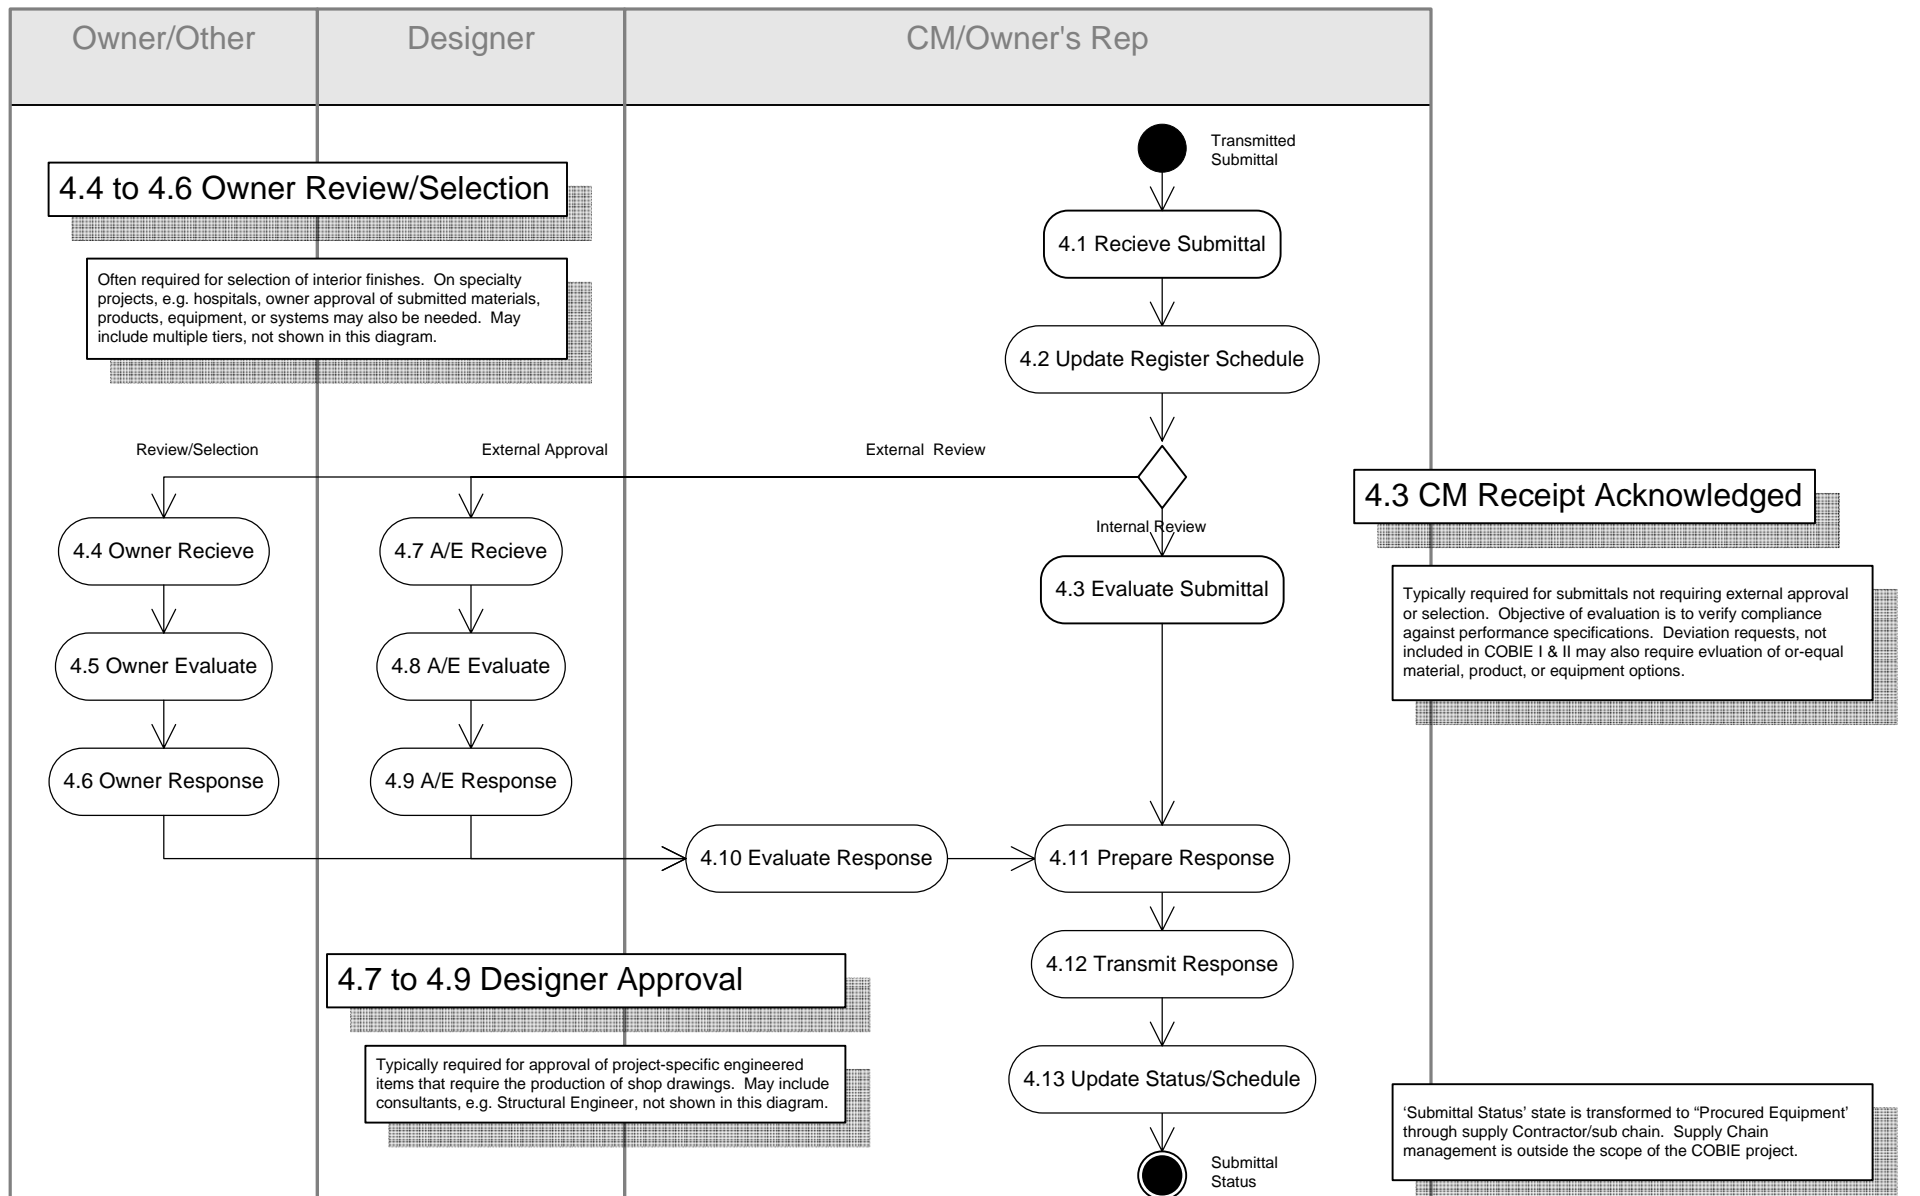 Owner/Other
Designer
CM/Owner's Rep
Transmitted
Submittal
4.4 to 4.6 Owner Review/Selection
4.1 Recieve Submittal
Often required for selection of interior finishes.  On specialty
projects, e.g. hospitals, owner approval of submitted materials,
products, equipment, or systems may also be needed.  May
include multiple tiers, not shown in this diagram.
4.2 Update Register Schedule
Review/Selection
External Approval
External  Review
4.3 CM Receipt Acknowledged
Internal Review
4.4 Owner Recieve
4.7 A/E Recieve
4.3 Evaluate Submittal
Typically required for submittals not requiring external approval
or selection.  Objective of evaluation is to verify compliance
against performance specifications.  Deviation requests, not
included in COBIE I & II may also require evluation of or-equal
material, product, or equipment options.
4.5 Owner Evaluate
4.8 A/E Evaluate
4.6 Owner Response
4.9 A/E Response
4.10 Evaluate Response
4.11 Prepare Response
4.12 Transmit Response
4.7 to 4.9 Designer Approval
Typically required for approval of project-specific engineered
items that require the production of shop drawings.  May include
consultants, e.g. Structural Engineer, not shown in this diagram.
4.13 Update Status/Schedule
‘Submittal Status’ state is transformed to “Procured Equipment’
through supply Contractor/sub chain.  Supply Chain
management is outside the scope of the COBIE project.
Submittal
Status